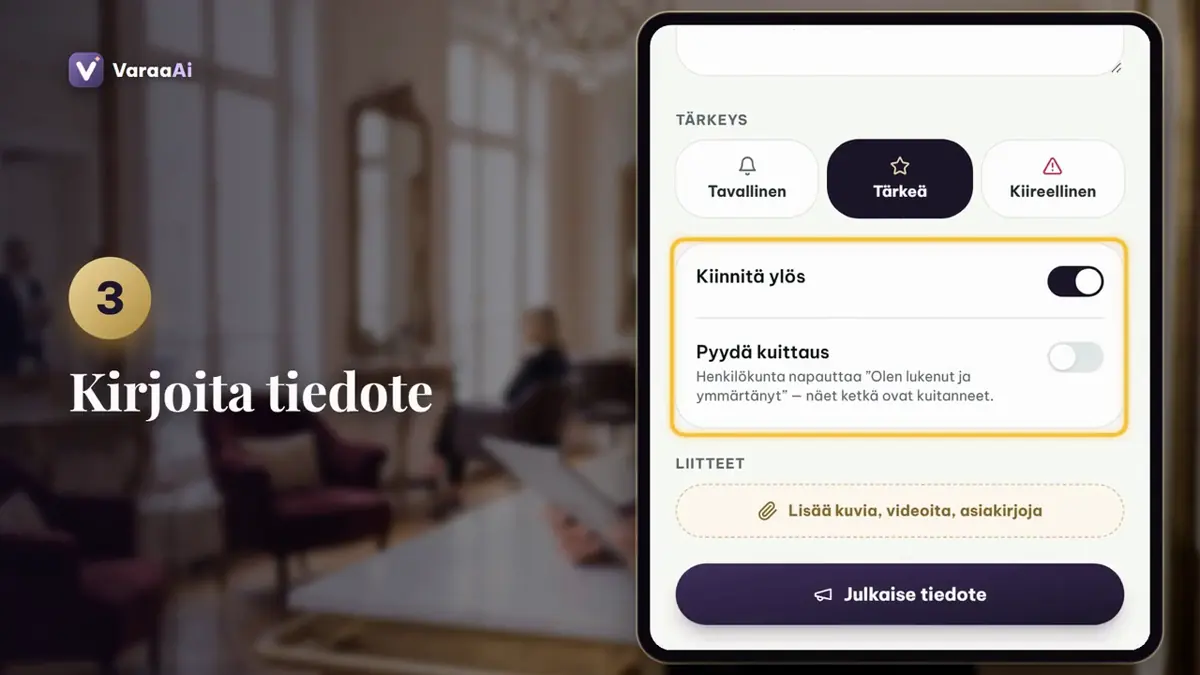 VaraaAi
3
Kirjoita tiedote
TÄRKEYS
Tavallinen
Tärkeä
Kiireellinen
Kiinnitä ylös
Pyydä kuittaus
Henkilökunta napauttaa ”Olen lukenut ja
ymmärtänyt” — näet ketkä ovat kuitanneet.
LIITTEET
Lisää kuvia, videoita, asiakirjoja
Julkaise tiedote